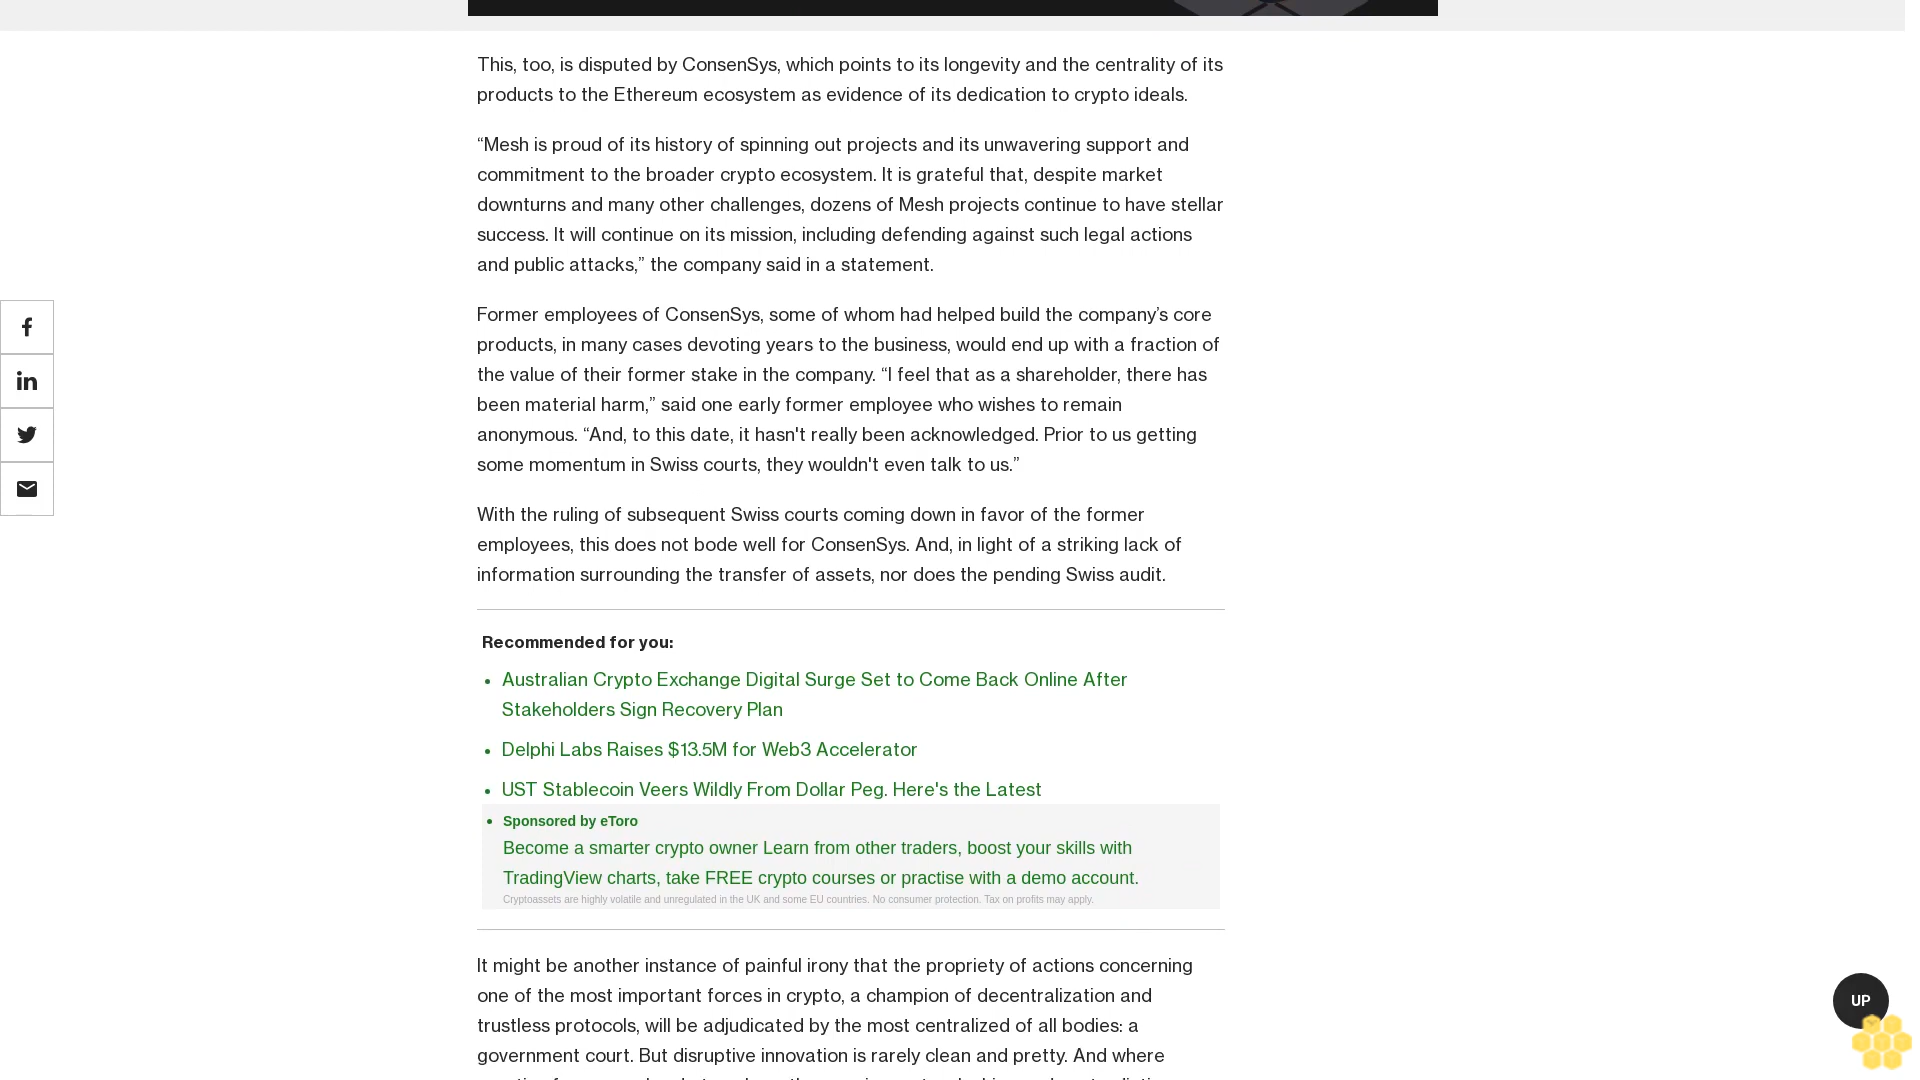 This, too, is disputed by ConsenSys, which points to its longevity and the centrality of its
products to the Ethereum ecosystem as evidence of its dedication to crypto ideals.
“Mesh is proud of its history of spinning out projects and its unwavering support and
commitment to the broader crypto ecosystem. It is grateful that, despite market
downturns and many other challenges, dozens of Mesh projects continue to have stellar
success. It will continue on its mission, including defending against such legal actions
and public attacks,” the company said in a statement.
Former employees of ConsenSys, some of whom had helped build the company’s core
products, in many cases devoting years to the business, would end up with a fraction of
the value of their former stake in the company. “I feel that as a shareholder, there has
been material harm,” said one early former employee who wishes to remain
anonymous. “And, to this date, it hasn't really been acknowledged. Prior to us getting
some momentum in Swiss courts, they wouldn't even talk to us.”
With the ruling of subsequent Swiss courts coming down in favor of the former
employees, this does not bode well for ConsenSys. And, in light of a striking lack of
information surrounding the transfer of assets, nor does the pending Swiss audit.
Recommended for you:
Australian Crypto Exchange Digital Surge Set to Come Back Online After
Stakeholders Sign Recovery Plan
Delphi Labs Raises $13.5M for Web3 Accelerator
UST Stablecoin Veers Wildly From Dollar Peg. Here's the Latest
Sponsored by eToro
Become a smarter crypto owner Learn from other traders, boost your skills with
TradingView charts, take FREE crypto courses or practise with a demo account.
Cryptoassets are highly volatile and unregulated in the UK and some EU countries. No consumer protection. Tax on profits may apply.
It might be another instance of painful irony that the propriety of actions concerning
one of the most important forces in crypto, a champion of decentralization and
trustless protocols, will be adjudicated by the most centralized of all bodies: a
government court. But disruptive innovation is rarely clean and pretty. And where
UP